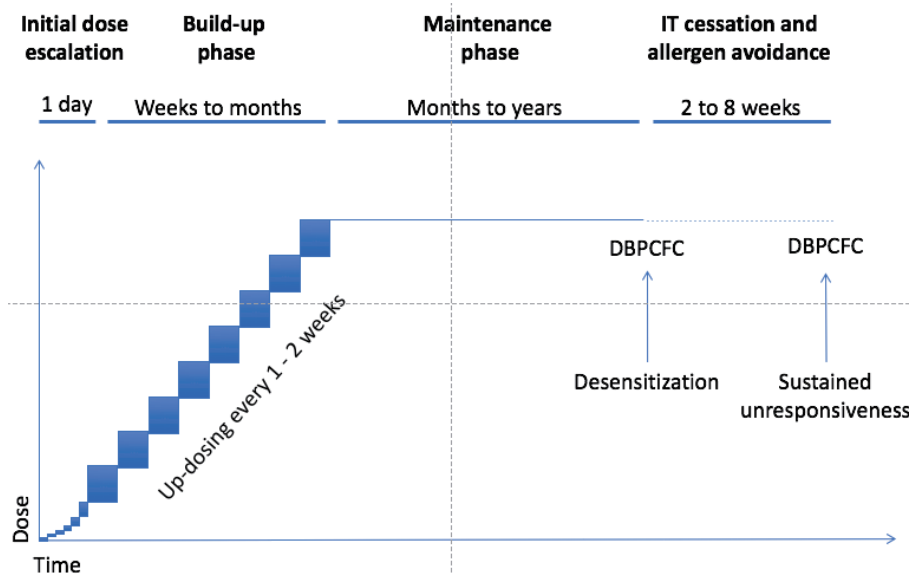 Initial dose
escalation
Build-up
phase
Maintenance
phase
IT cessation and
allergen avoidance
1 day
Weeks to months
Months to years
2 to 8 weeks
DBPCFC
DBPCFC
Up-dosing every 1 - 2 weeks
Desensitization
Sustained
unresponsiveness
Dose
Time